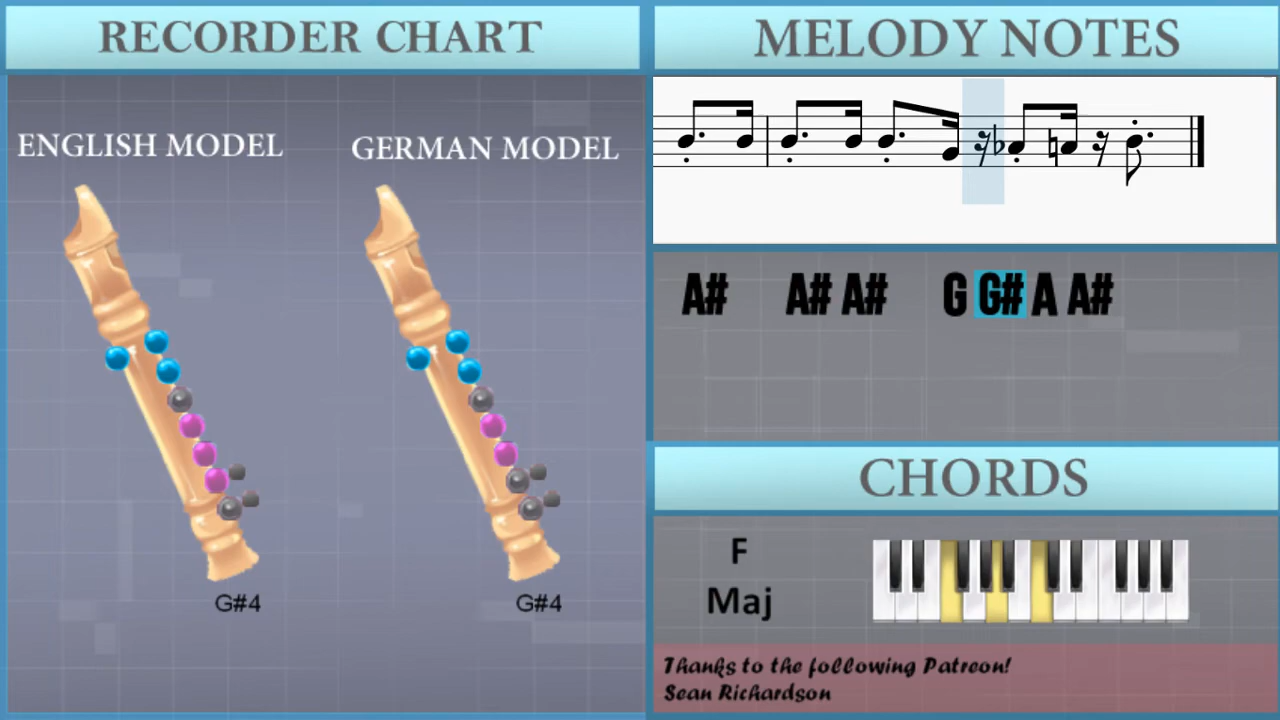 RECORDER CHART
ENGLISH MODEL
GERMAN MODEL
G#4
G#4
MELODY NOTES
A# A# A# G G# A A#
CHORDS
F
Maj
Thanks to the following Patreon!
Sean Richardson